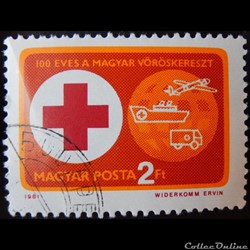 100 ÉVES A MAGYAR VÖRÖSKERESZT
MAGYAR POSTA 2Ft
1981 WIDERKOMM ERVIN